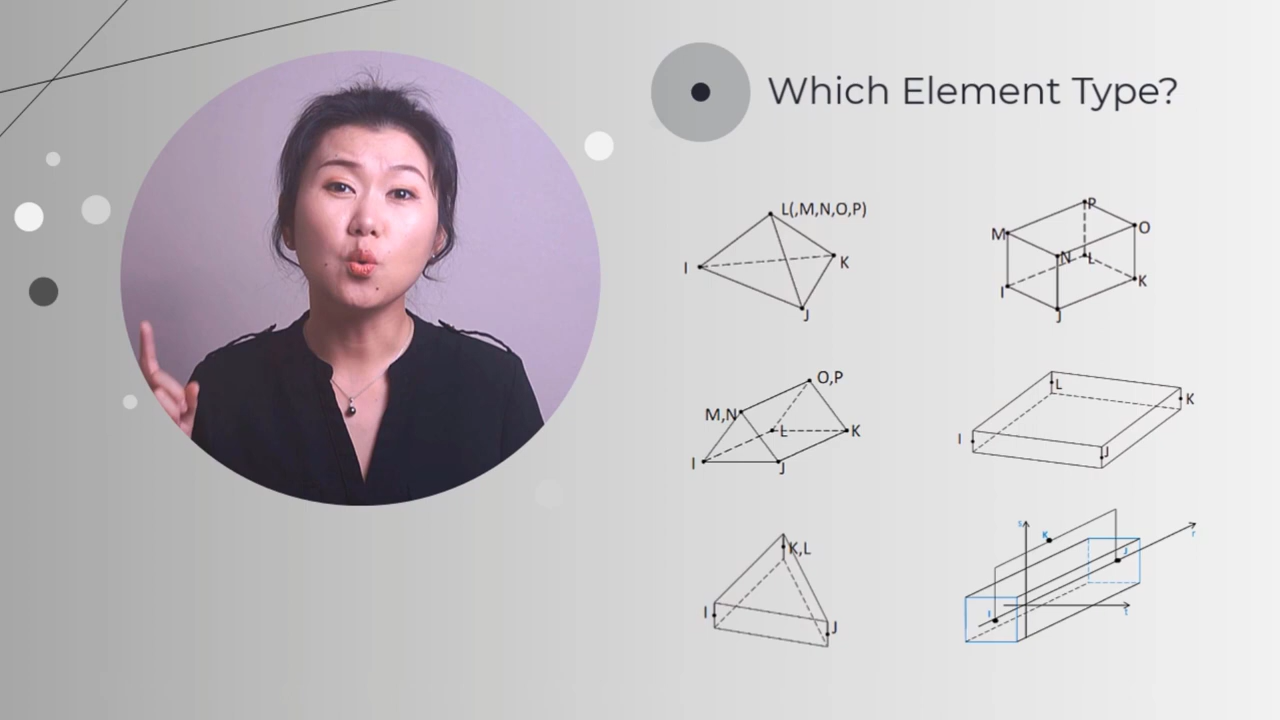 Which Element Type?
L(,M,N,O,P)
I
K
J
P
M
O
N
L
I
K
J
O,P
M,N
L
K
I
J
L
K
I
J
K,L
I
J
s
K
r
J
I
t